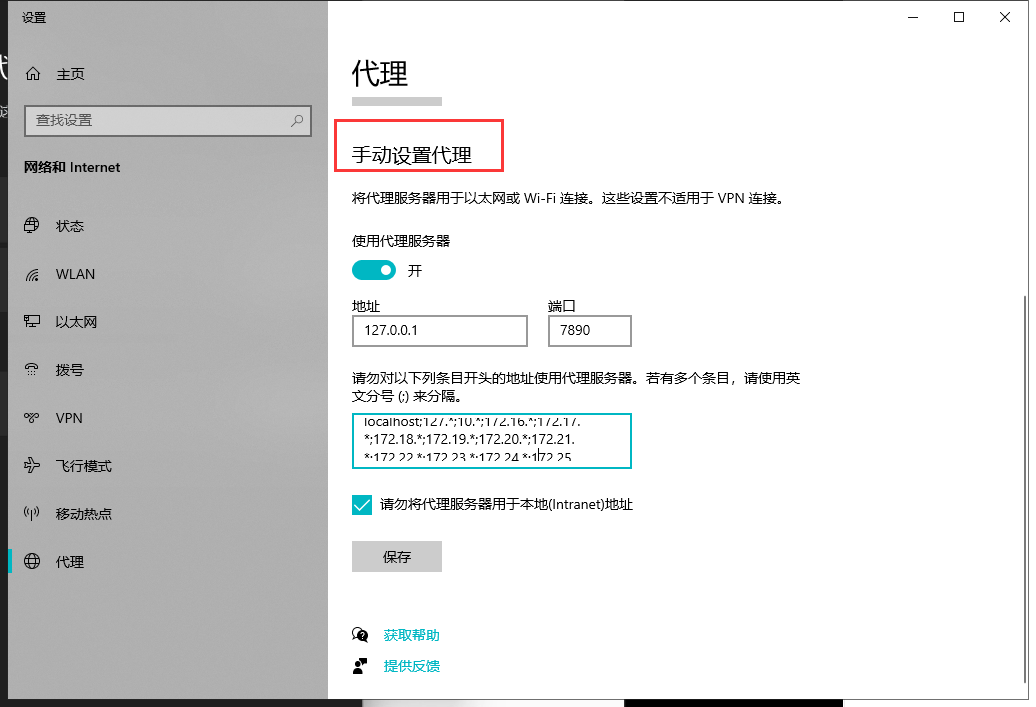 设置
主页
查找设置
网络和 Internet
状态
WLAN
以太网
拨号
VPN
飞行模式
移动热点
代理
代理
手动设置代理
将代理服务器用于以太网或 Wi-Fi 连接。这些设置不适用于 VPN 连接。
使用代理服务器
开
地址
端口
127.0.0.1
7890
请勿对以下列条目开头的地址使用代理服务器。若有多个条目，请使用英
文分号 (;) 来分隔。
localhost;127.*;10.*;172.16.*;172.17.
*;172.18.*;172.19.*;172.20.*;172.21.
*;172.22.*;172.23.*;172.24.*;172.25
请勿将代理服务器用于本地(Intranet)地址
保存
获取帮助
提供反馈